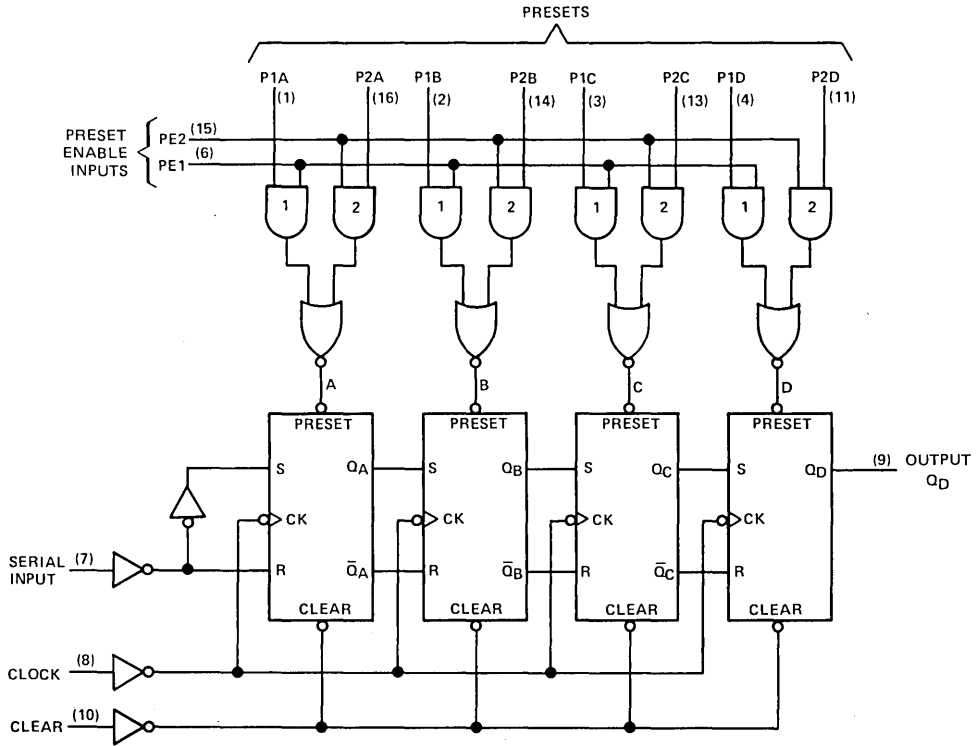 PRESETS
P1A P2A P1B P2B P1C P2C P1D P2D
(1) (16) (2) (14) (3) (13) (4) (11)
PRESET
ENABLE
INPUTS
PE2 (15)
PE1 (6)
1 2 1 2 1 2 1 2
A B C D
PRESET PRESET PRESET PRESET
S QA S QB S QC S QD (9) OUTPUT
QD
CK CK CK CK
SERIAL
INPUT
(7)
R Q̄A R Q̄B R Q̄C R
CLEAR CLEAR CLEAR CLEAR
CLOCK (8)
CLEAR (10)